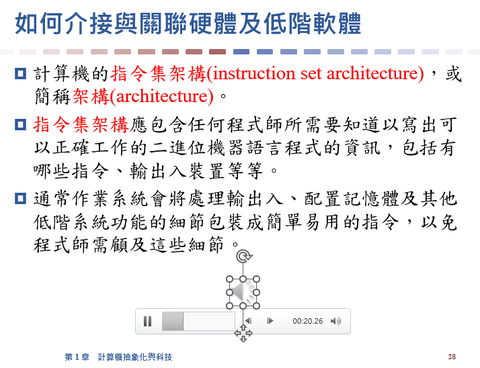 如何介接與關聯硬體及低階軟體
計算機的指令集架構(instruction set architecture)，或
簡稱架構(architecture)。
指令集架構應包含任何程式師所需要知道以寫出可
以正確工作的二進位機器語言程式的資訊，包括有
哪些指令、輸出入裝置等等。
通常作業系統會將處理輸出入、配置記憶體及其他
低階系統功能的細節包裝成簡單易用的指令，以免
程式師需顧及這些細節。
00:20.26
第 1 章 計算機抽象化與科技
28